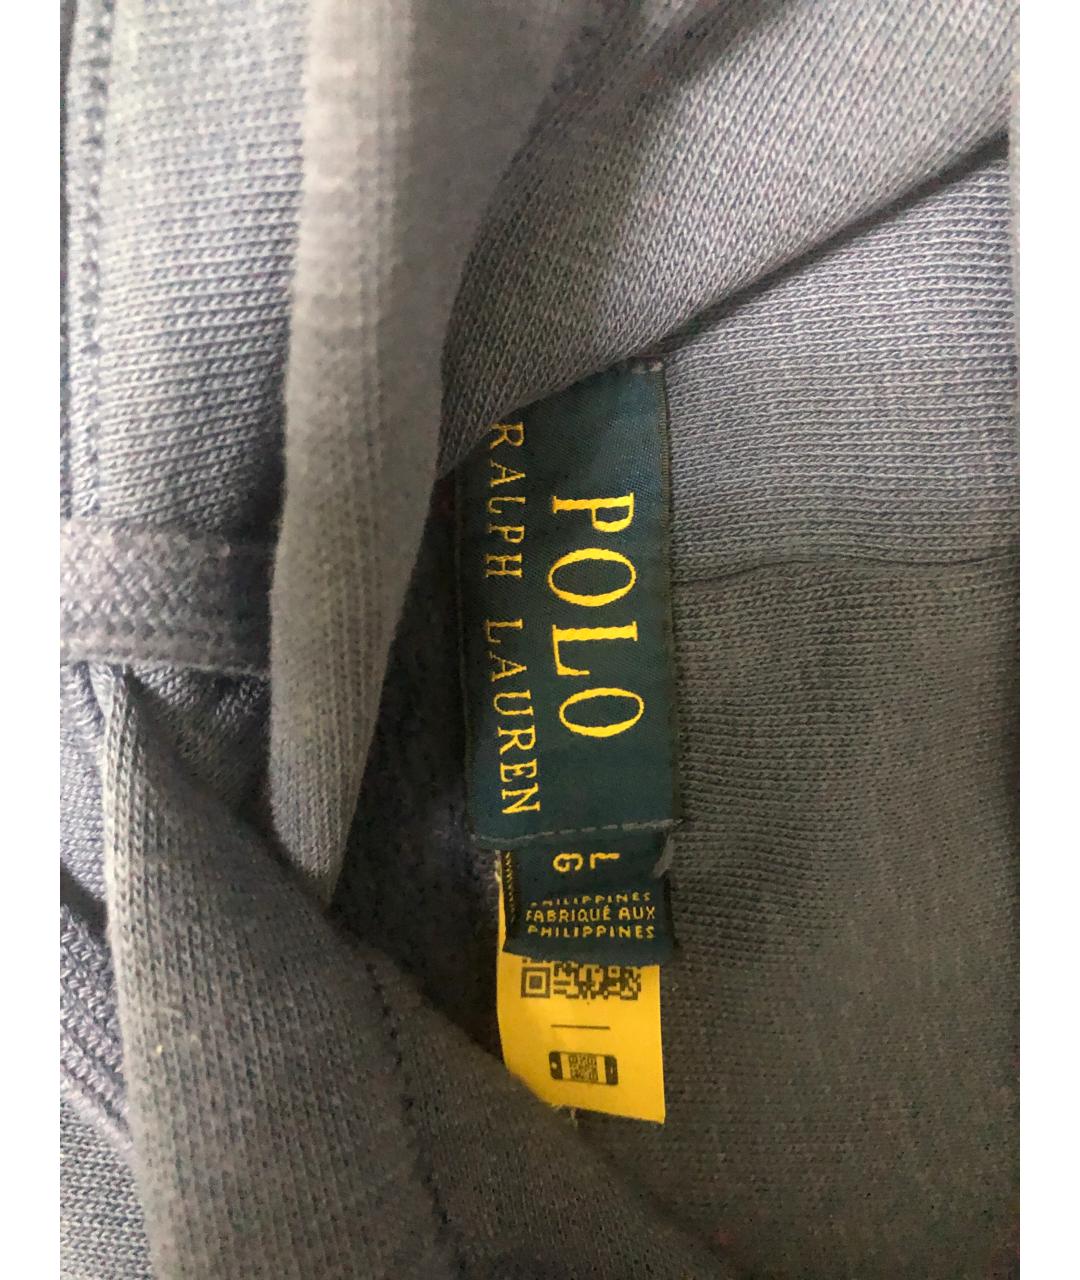 POLO
RALPH LAUREN
L
G
PHILIPPINES
FABRIQUÉ AUX
PHILIPPINES